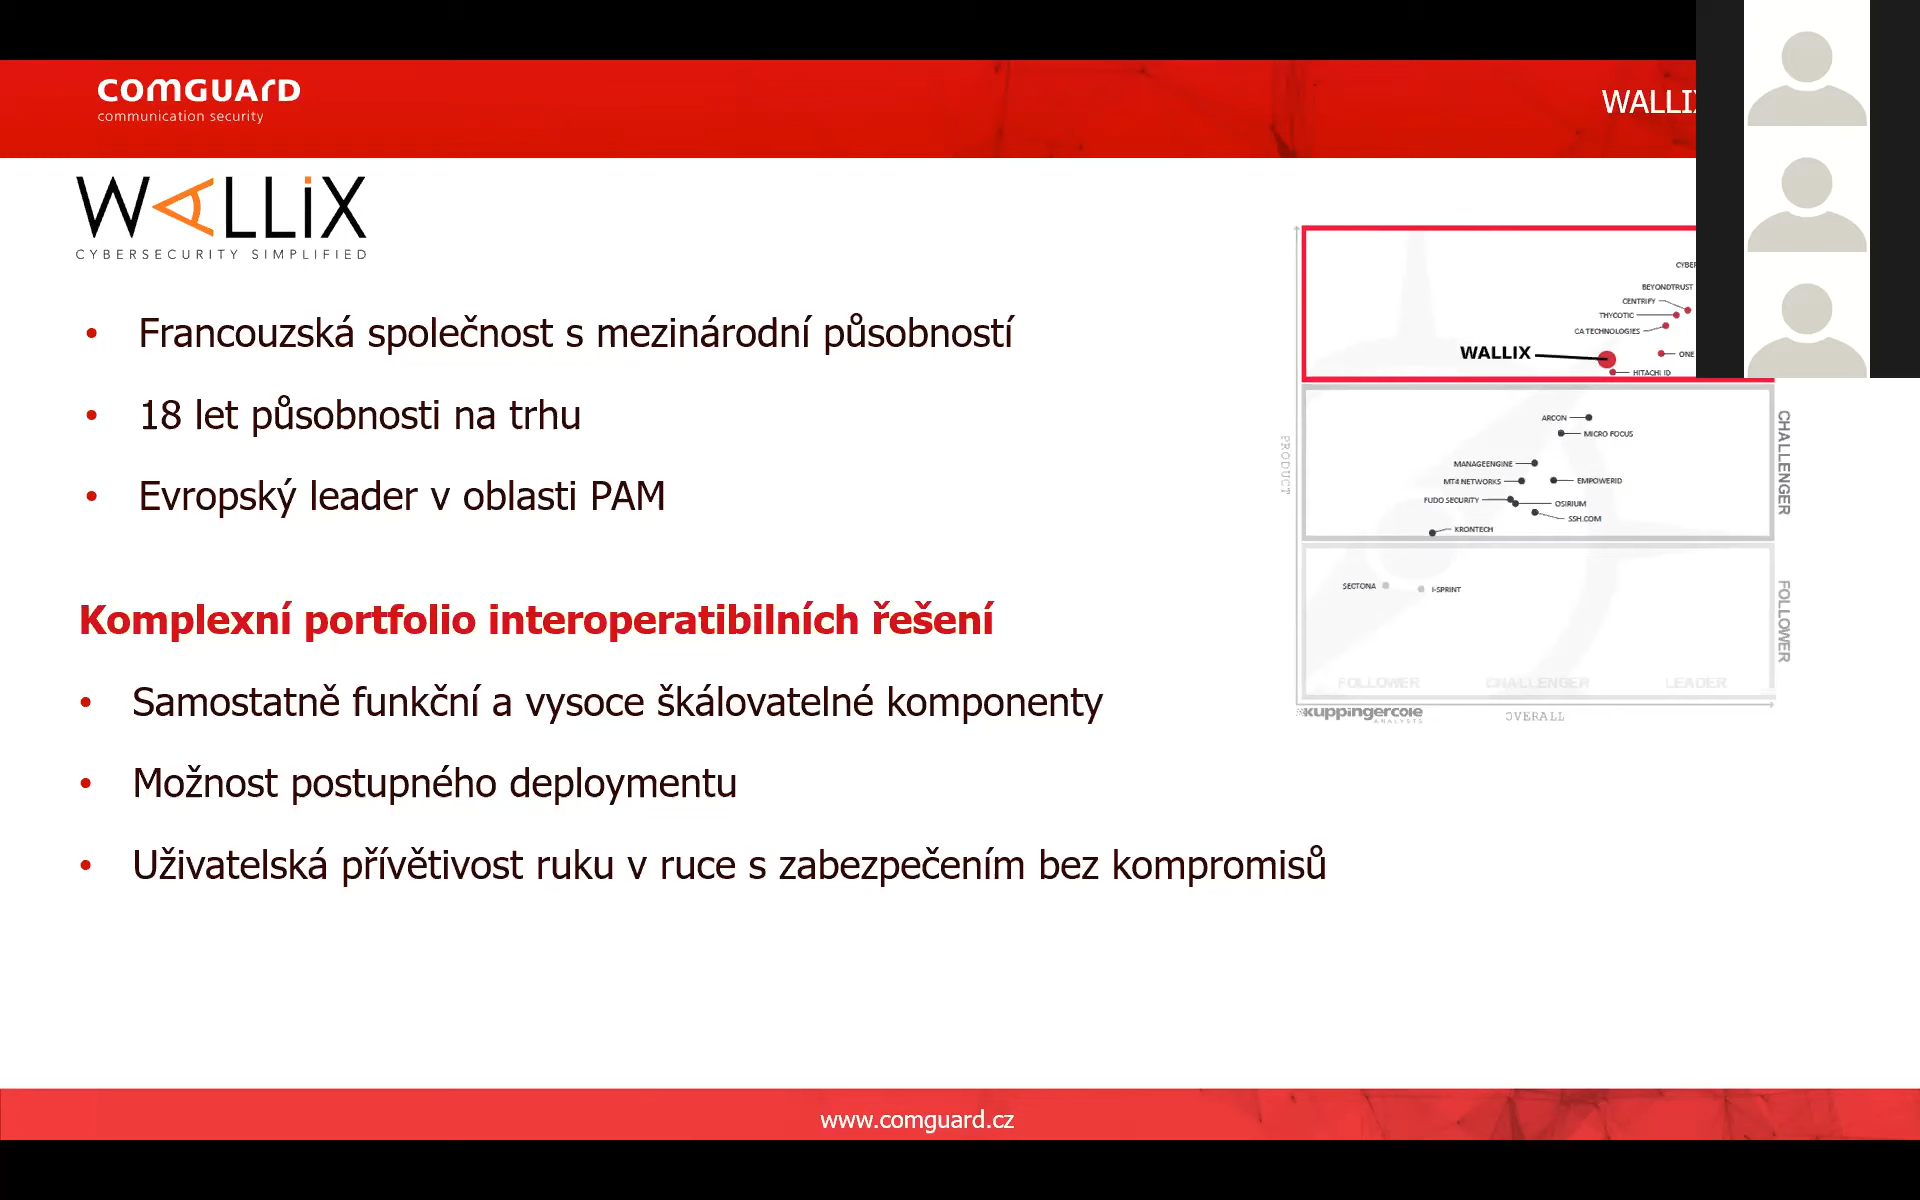 COMGUARD
communication security
WALLIX
WALLIX
CYBERSECURITY SIMPLIFIED
• Francouzská společnost s mezinárodní působností
• 18 let působnosti na trhu
• Evropský leader v oblasti PAM
Komplexní portfolio interoperatibilních řešení
• Samostatně funkční a vysoce škálovatelné komponenty
• Možnost postupného deploymentu
• Uživatelská přívětivost ruku v ruce s zabezpečením bez kompromisů
BEYONDTRUST
CENTRIFY
THYCOTIC
CA TECHNOLOGIES
WALLIX
ONE
HITACHI ID
ARCON
MICRO FOCUS
MANAGEENGINE
MT4 NETWORKS
EMPOWERID
FUDO SECURITY
OSIRIUM
SSH.COM
KRONTECH
SECTONA
I-SPRINT
PRODUCT
CHALLENGER
FOLLOWER
FOLLOWER CHALLENGER LEADER
kuppingercole
ANALYSTS
OVERALL
www.comguard.cz